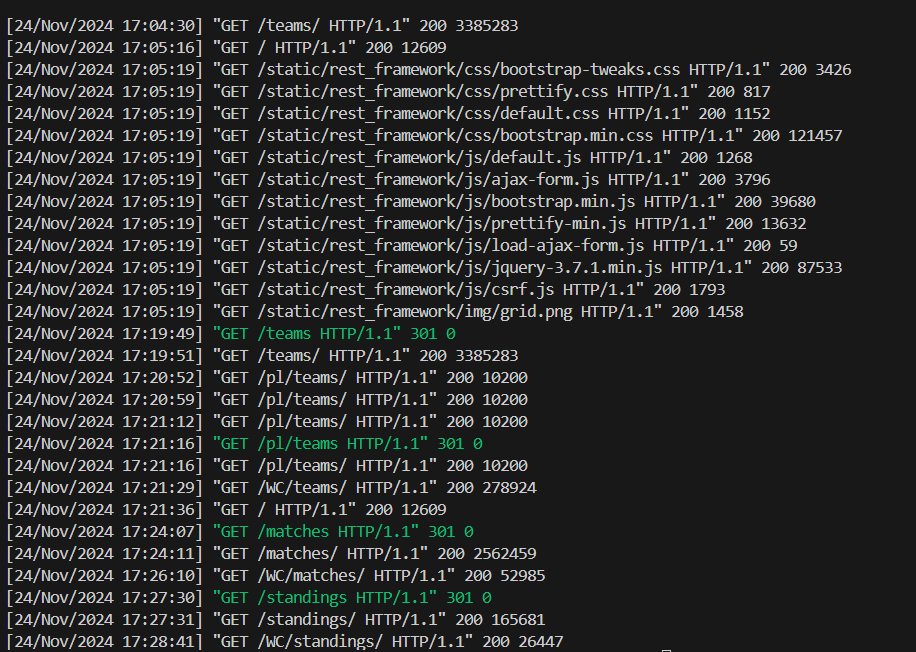 [24/Nov/2024 17:04:30] "GET /teams/ HTTP/1.1" 200 3385283
[24/Nov/2024 17:05:16] "GET / HTTP/1.1" 200 12609
[24/Nov/2024 17:05:19] "GET /static/rest_framework/css/bootstrap-tweaks.css HTTP/1.1" 200 3426
[24/Nov/2024 17:05:19] "GET /static/rest_framework/css/prettify.css HTTP/1.1" 200 817
[24/Nov/2024 17:05:19] "GET /static/rest_framework/css/default.css HTTP/1.1" 200 1152
[24/Nov/2024 17:05:19] "GET /static/rest_framework/css/bootstrap.min.css HTTP/1.1" 200 121457
[24/Nov/2024 17:05:19] "GET /static/rest_framework/js/default.js HTTP/1.1" 200 1268
[24/Nov/2024 17:05:19] "GET /static/rest_framework/js/ajax-form.js HTTP/1.1" 200 3796
[24/Nov/2024 17:05:19] "GET /static/rest_framework/js/bootstrap.min.js HTTP/1.1" 200 39680
[24/Nov/2024 17:05:19] "GET /static/rest_framework/js/prettify-min.js HTTP/1.1" 200 13632
[24/Nov/2024 17:05:19] "GET /static/rest_framework/js/load-ajax-form.js HTTP/1.1" 200 59
[24/Nov/2024 17:05:19] "GET /static/rest_framework/js/jquery-3.7.1.min.js HTTP/1.1" 200 87533
[24/Nov/2024 17:05:19] "GET /static/rest_framework/js/csrf.js HTTP/1.1" 200 1793
[24/Nov/2024 17:05:19] "GET /static/rest_framework/img/grid.png HTTP/1.1" 200 1458
[24/Nov/2024 17:19:49] "GET /teams HTTP/1.1" 301 0
[24/Nov/2024 17:19:51] "GET /teams/ HTTP/1.1" 200 3385283
[24/Nov/2024 17:20:52] "GET /pl/teams/ HTTP/1.1" 200 10200
[24/Nov/2024 17:20:59] "GET /pl/teams/ HTTP/1.1" 200 10200
[24/Nov/2024 17:21:12] "GET /pl/teams/ HTTP/1.1" 200 10200
[24/Nov/2024 17:21:16] "GET /pl/teams HTTP/1.1" 301 0
[24/Nov/2024 17:21:16] "GET /pl/teams/ HTTP/1.1" 200 10200
[24/Nov/2024 17:21:29] "GET /WC/teams/ HTTP/1.1" 200 278924
[24/Nov/2024 17:21:36] "GET / HTTP/1.1" 200 12609
[24/Nov/2024 17:24:07] "GET /matches HTTP/1.1" 301 0
[24/Nov/2024 17:24:11] "GET /matches/ HTTP/1.1" 200 2562459
[24/Nov/2024 17:26:10] "GET /WC/matches/ HTTP/1.1" 200 52985
[24/Nov/2024 17:27:30] "GET /standings HTTP/1.1" 301 0
[24/Nov/2024 17:27:31] "GET /standings/ HTTP/1.1" 200 165681
[24/Nov/2024 17:28:41] "GET /WC/standings/ HTTP/1.1" 200 26447